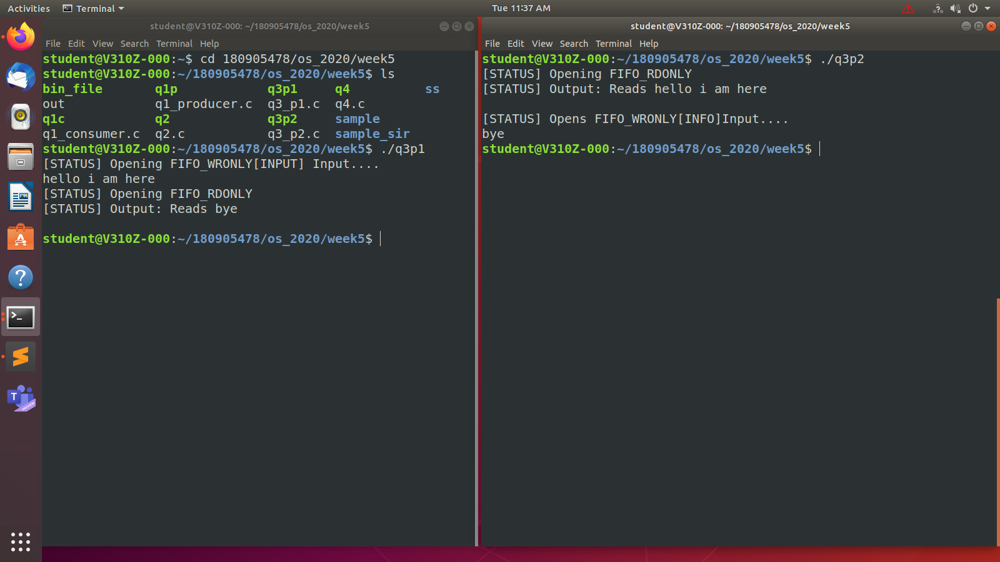 Activities Terminal Tue 11:37 AM
student@V310Z-000: ~/180905478/os_2020/week5
File Edit View Search Terminal Help
student@V310Z-000:~$ cd 180905478/os_2020/week5
student@V310Z-000:~/180905478/os_2020/week5$ ls
bin_file q1p q3p1 q4 ss
out q1_producer.c q3_p1.c q4.c
q1c q2 q3p2 sample
q1_consumer.c q2.c q3_p2.c sample_sir
student@V310Z-000:~/180905478/os_2020/week5$ ./q3p1
[STATUS] Opening FIFO_WRONLY[INPUT] Input....
hello i am here
[STATUS] Opening FIFO_RDONLY
[STATUS] Output: Reads bye
student@V310Z-000:~/180905478/os_2020/week5$
student@V310Z-000: ~/180905478/os_2020/week5
File Edit View Search Terminal Help
student@V310Z-000:~/180905478/os_2020/week5$ ./q3p2
[STATUS] Opening FIFO_RDONLY
[STATUS] Output: Reads hello i am here
[STATUS] Opens FIFO_WRONLY[INFO]Input....
bye
student@V310Z-000:~/180905478/os_2020/week5$
T
PREVIEW